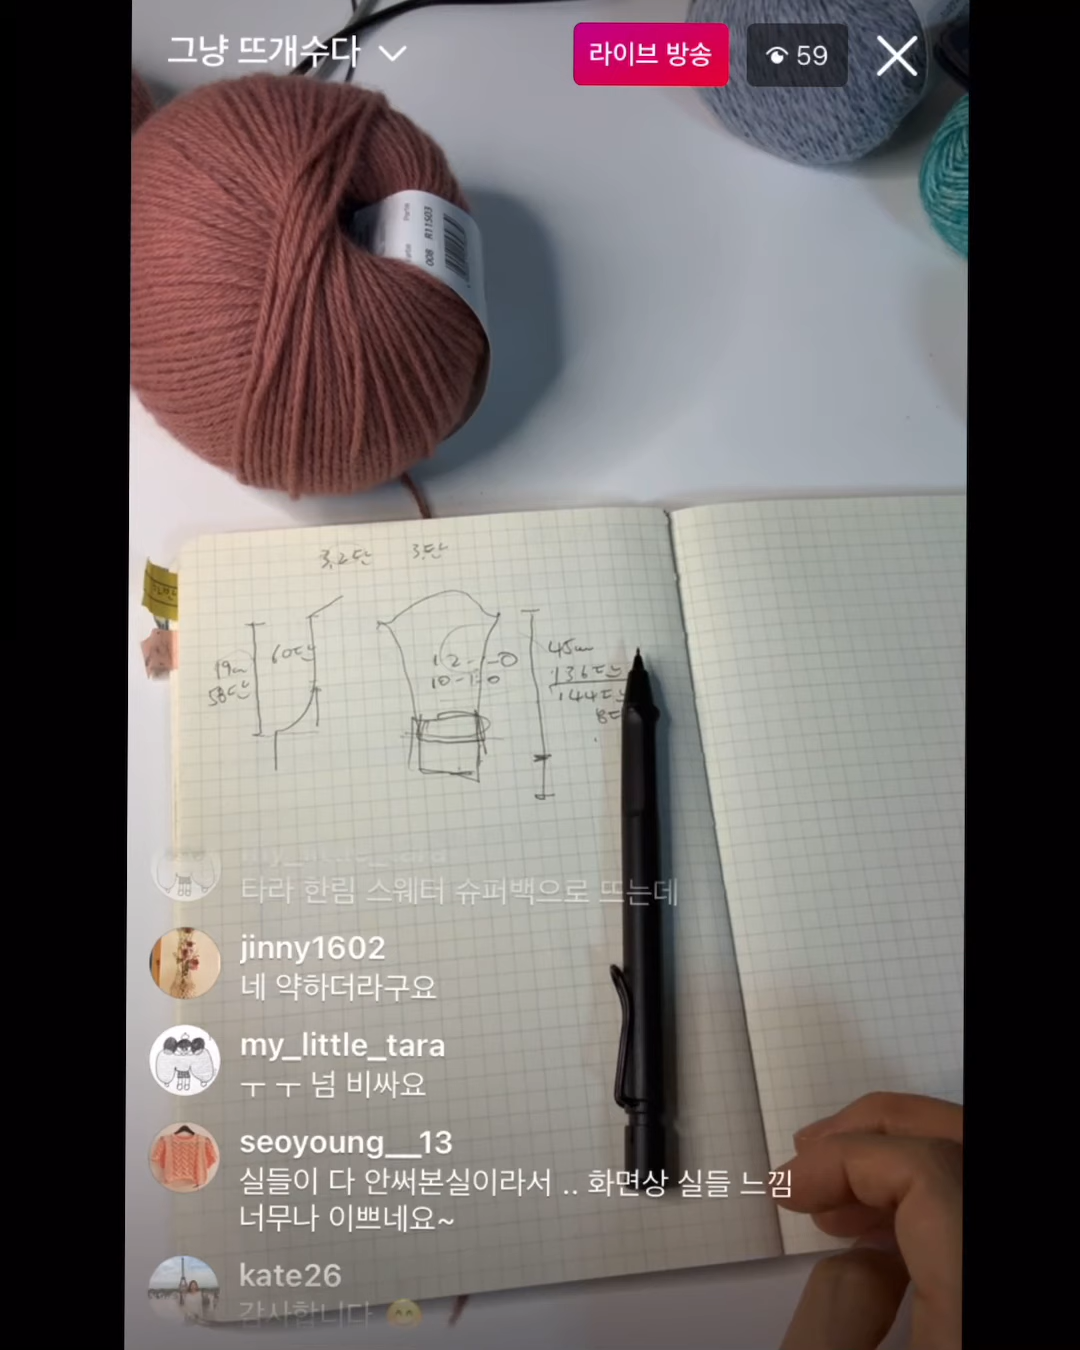 그냥 뜨개수다
라이브 방송
59
008 R11503
3.2단 3단
19cm
58단
60단
10-1-0
45cm
136단
144단
타라 한림 스웨터 슈퍼백으로 뜨는데
jinny1602
네 약하더라구요
my_little_tara
ㅜㅜ 넘 비싸요
seoyoung__13
실들이 다 안써본실이라서 .. 화면상 실들 느낌
너무나 이쁘네요~
kate26
감사합니다 😊